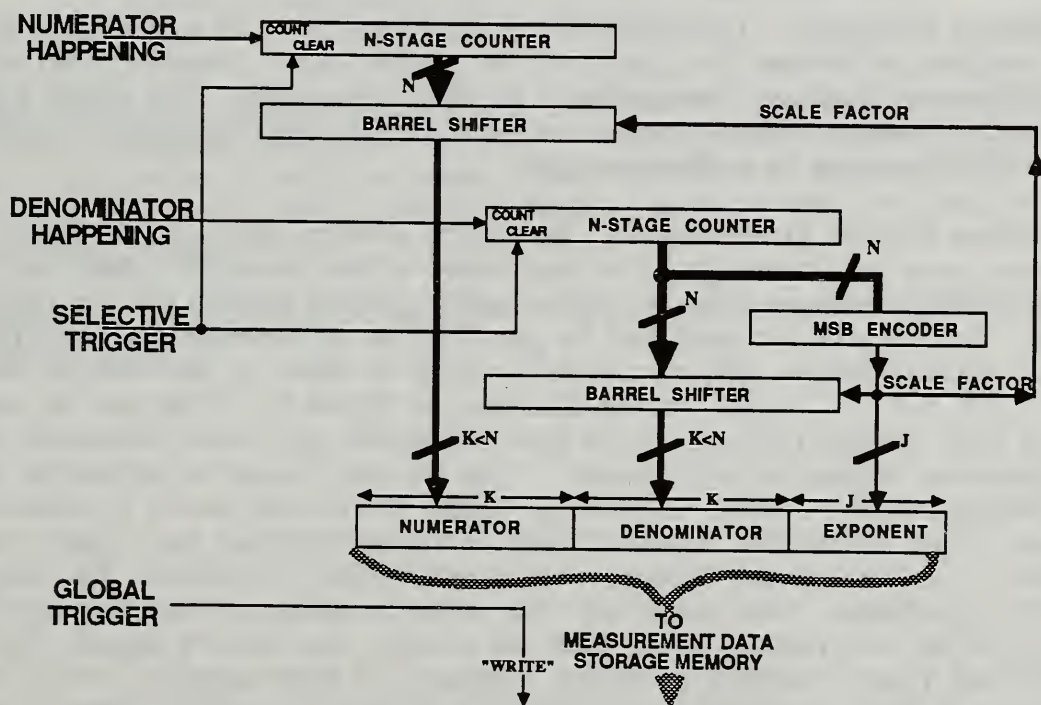 NUMERATOR
HAPPENING
COUNT
CLEAR
N-STAGE COUNTER
N
BARREL SHIFTER
SCALE FACTOR
DENOMINATOR
HAPPENING
COUNT
CLEAR
N-STAGE COUNTER
N
N
SELECTIVE
TRIGGER
MSB ENCODER
BARREL SHIFTER
SCALE FACTOR
K<N
K<N
J
K
K
J
NUMERATOR
DENOMINATOR
EXPONENT
GLOBAL
TRIGGER
"WRITE"
TO
MEASUREMENT DATA
STORAGE MEMORY